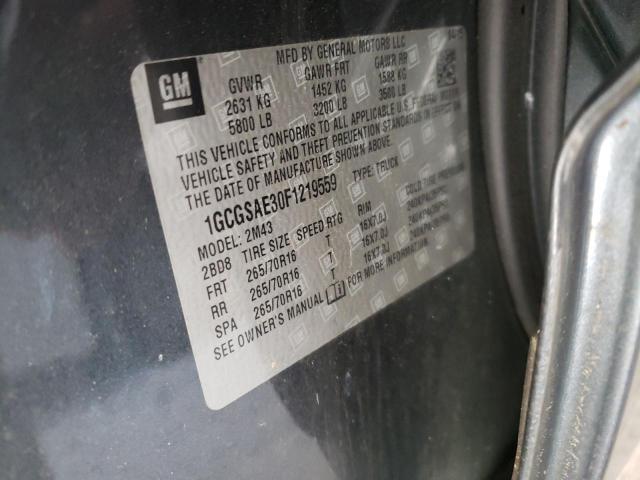 GM
MFD BY GENERAL MOTORS LLC
GVWR GAWR FRT GAWR RR
2631 KG 1452 KG 1588 KG
5800 LB 3200 LB 3500 LB
THIS VEHICLE CONFORMS TO ALL APPLICABLE U.S. FEDERAL MOTOR
VEHICLE SAFETY AND THEFT PREVENTION STANDARDS IN EFFECT ON
THE DATE OF MANUFACTURE SHOWN ABOVE.
1GCGSAE30F1219559 TYPE: TRUCK
MODEL: 2M43
2BD8 TIRE SIZE SPEED RTG RIM COLD TIRE PRESSURE
FRT 265/70R16 T 16X7.0J
RR 265/70R16 T 16X7.0J
SPA 265/70R16 T 16X7.0J
SEE OWNER'S MANUAL